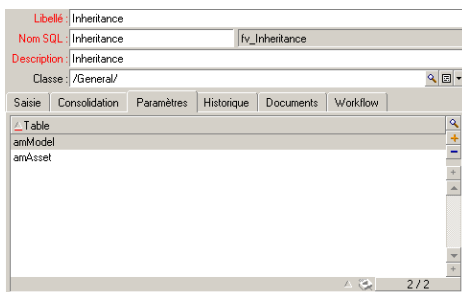 Libellé : Inheritance
Nom SQL : Inheritance fv_Inheritance
Description : Inheritance
Classe : /General/
Saisie Consolidation Paramètres Historique Documents Workflow
Table
amModel
amAsset
2 / 2